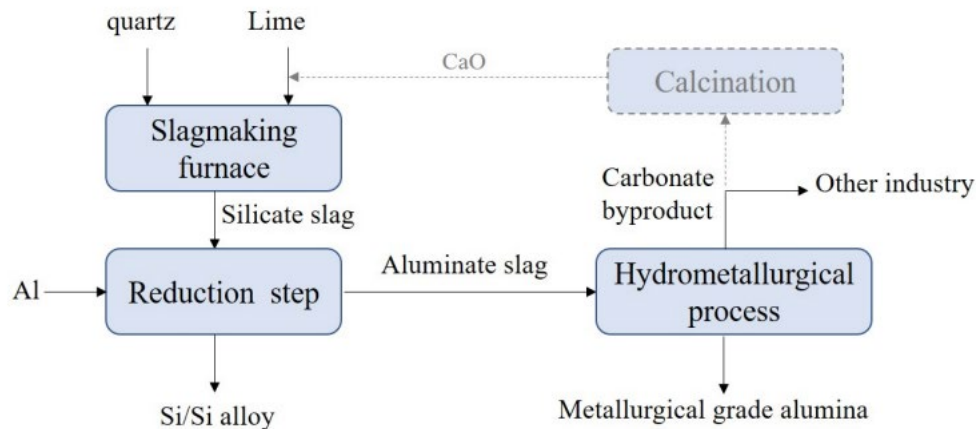 quartz
Lime
CaO
Calcination
Slagmaking
furnace
Carbonate
byproduct
Other industry
Silicate slag
Al
Reduction step
Aluminate slag
Hydrometallurgical
process
Si/Si alloy
Metallurgical grade alumina